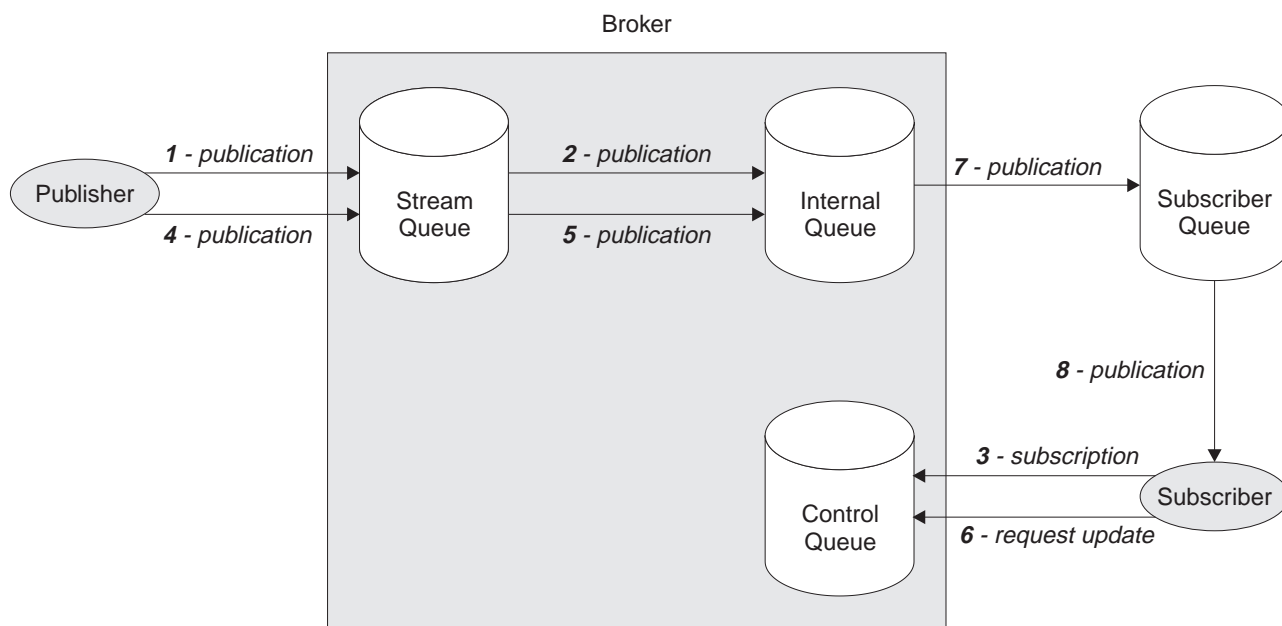 Broker
1 - publication
2 - publication
7 - publication
Publisher
Stream
Queue
Internal
Queue
Subscriber
Queue
4 - publication
5 - publication
8 - publication
3 - subscription
Subscriber
Control
Queue
6 - request update